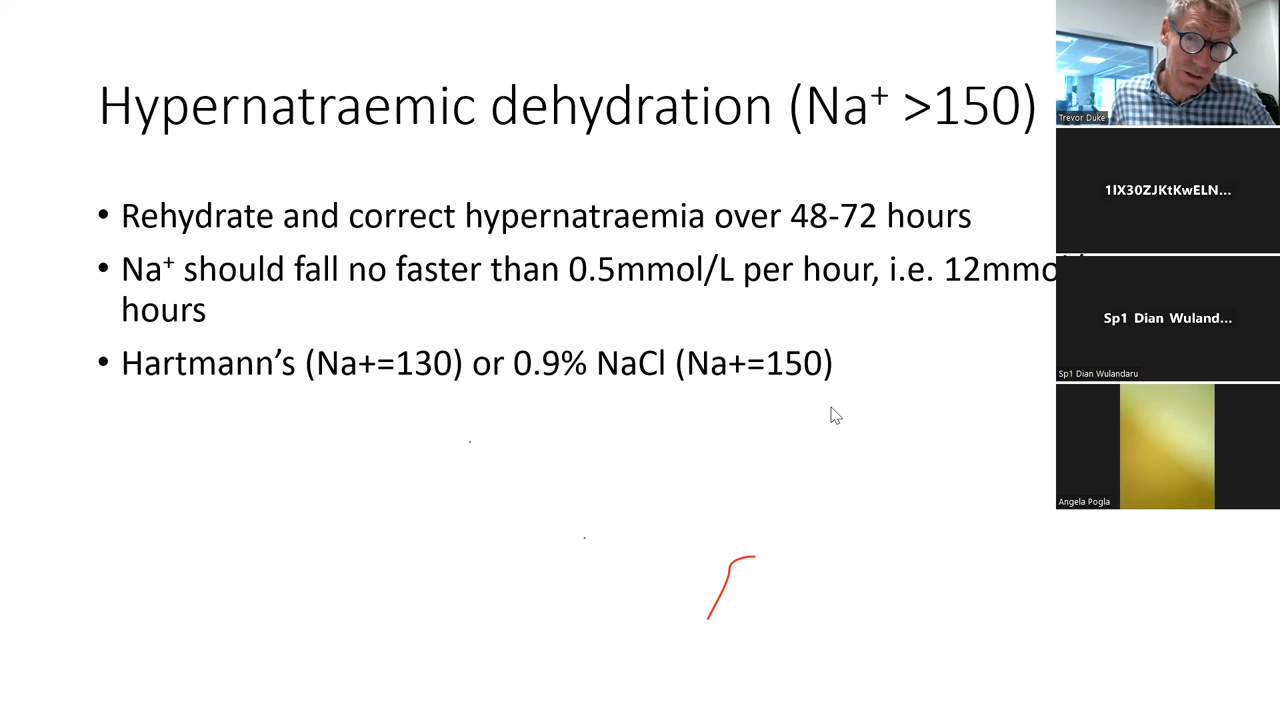 Hypernatraemic dehydration (Na⁺ >150)
• Rehydrate and correct hypernatraemia over 48-72 hours
• Na⁺ should fall no faster than 0.5mmol/L per hour, i.e. 12mmo
hours
• Hartmann’s (Na+=130) or 0.9% NaCl (Na+=150)
Trevor Duke
1IX30ZJKtKwELN...
Sp1 Dian Wuland...
Sp1 Dian Wulandaru
Angela Pogla